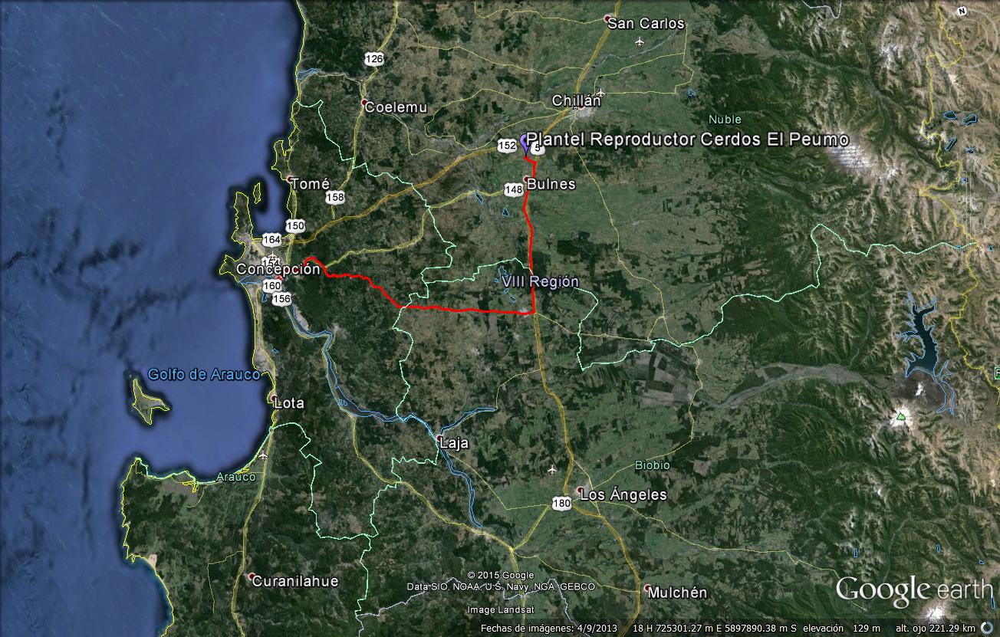 San Carlos
N
126
Chillán
Coelemu
Nuble
152
5
Plantel Reproductor Cerdos El Peumo
Tomé
148
Bulnes
158
150
164
Concepción
VIII Región
160
156
Golfo de Arauco
Lota
Laja
Arauco
Biobio
Los Ángeles
180
Curanilahue
Mulchén
© 2015 Google
Data SIO, NOAA, U.S. Navy, NGA, GEBCO
Image Landsat
Google earth
Fechas de imágenes: 4/9/2013 18 H 725301.27 m E 5897890.38 m S elevación 129 m alt. ojo 221.29 km